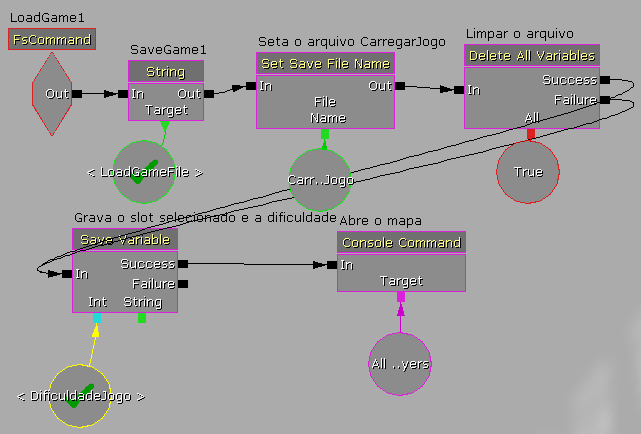 LoadGame1
FsCommand
Out
SaveGame1
String
In Out
Target
< LoadGameFile >
Seta o arquivo CarregarJogo
Set Save File Name
In Out
File
Name
Carr..Jogo
Limpar o arquivo
Delete All Variables
Success
In
Failure
All
True
Grava o slot selecionado e a dificuldade
Save Variable
Success
In
Failure
Int String
< DificuldadeJogo >
Abre o mapa
Console Command
In
Target
All ..yers